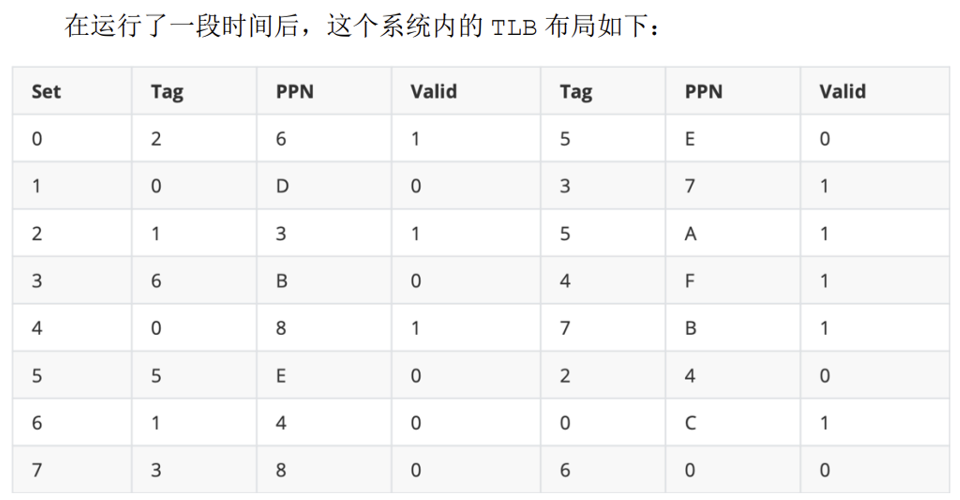 在运行了一段时间后，这个系统内的 TLB 布局如下：
Set Tag PPN Valid Tag PPN Valid
0 2 6 1 5 E 0
1 0 D 0 3 7 1
2 1 3 1 5 A 1
3 6 B 0 4 F 1
4 0 8 1 7 B 1
5 5 E 0 2 4 0
6 1 4 0 0 C 1
7 3 8 0 6 0 0